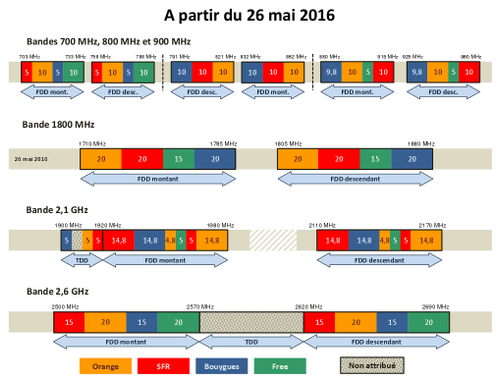 A partir du 26 mai 2016
Bandes 700 MHz, 800 MHz et 900 MHz
703 MHz 733 MHz 758 MHz 788 MHz 791 MHz 821 MHz 832 MHz 862 MHz 880 MHz 915 MHz 925 MHz 960 MHz
5 10 5 10 5 10 5 10 10 10 10 10 10 10 9,8 10 5 10 9,8 10 5 10
FDD mont. FDD desc. FDD desc. FDD mont. FDD mont. FDD desc.
Bande 1800 MHz
1710 MHz 1785 MHz 1805 MHz 1880 MHz
26 mai 2016 20 20 15 20 20 20 15 20
FDD montant FDD descendant
Bande 2,1 GHz
1900 MHz 1920 MHz 1980 MHz 2110 MHz 2170 MHz
5 5 5 14,8 14,8 4,8 5 5 14,8 14,8 14,8 4,8 5 5 14,8
TDD FDD montant FDD descendant
Bande 2,6 GHz
2500 MHz 2570 MHz 2620 MHz 2690 MHz
15 20 15 20 15 20 15 20
FDD montant TDD FDD descendant
Orange SFR Bouygues Free Non attribué